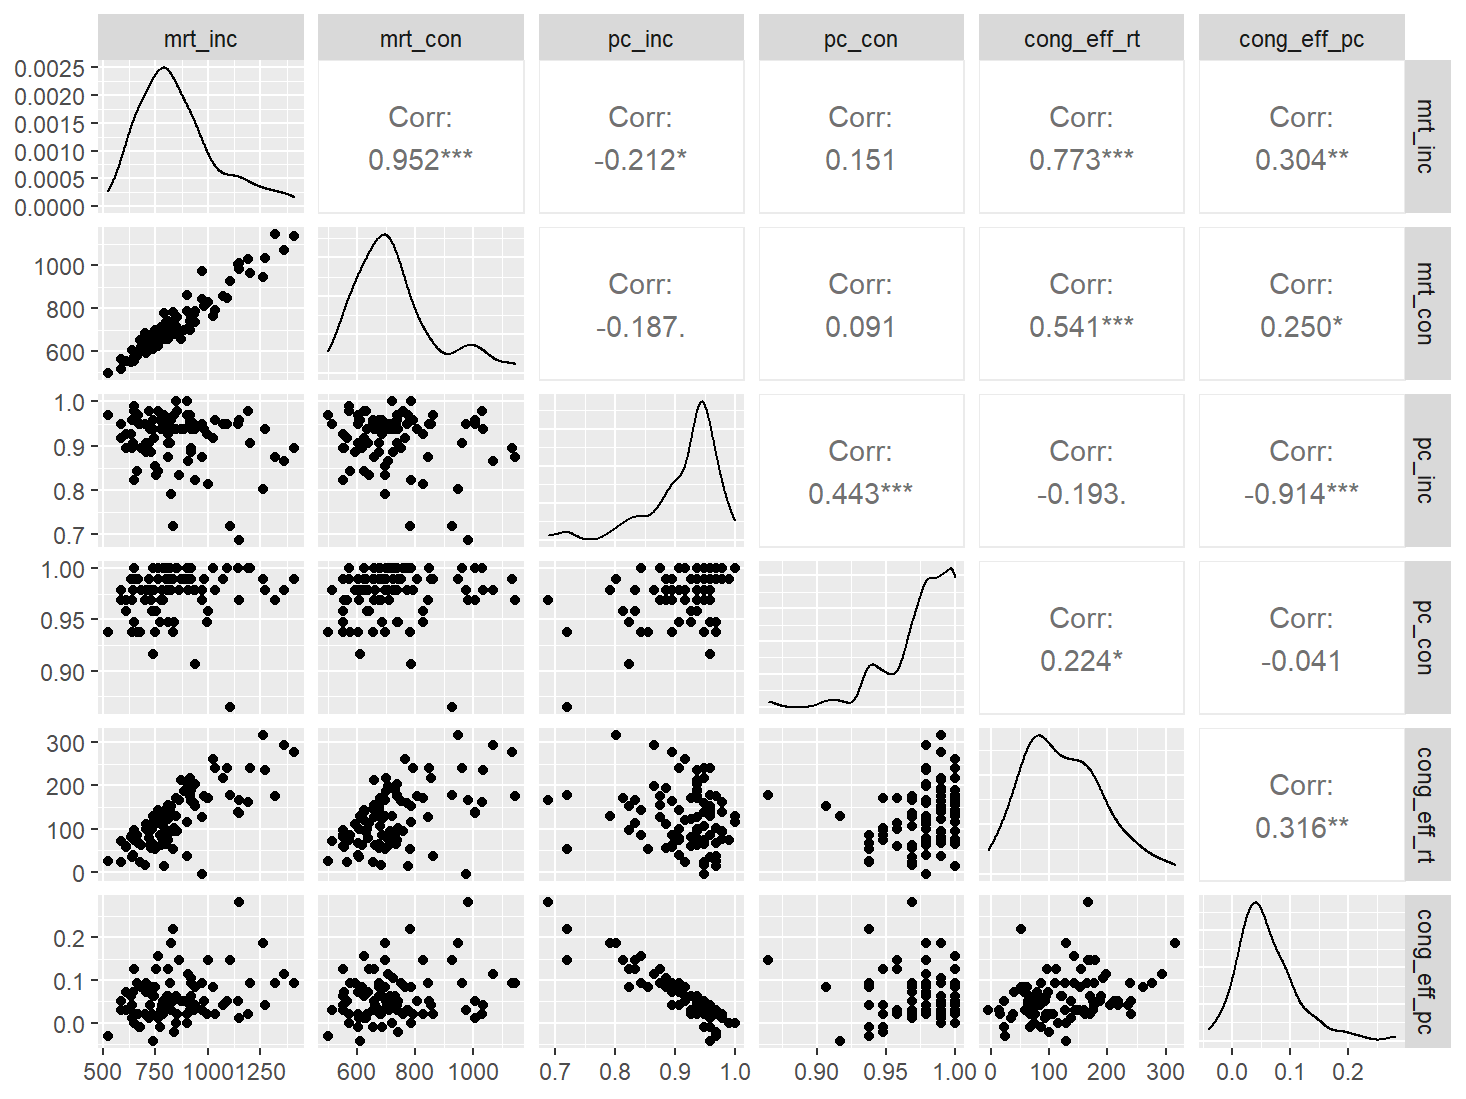 mrt_inc mrt_con pc_inc pc_con cong_eff_rt cong_eff_pc
0.0025
0.0020
0.0015
0.0010
0.0005
0.0000
Corr:
0.952***
Corr:
-0.212*
Corr:
0.151
Corr:
0.773***
Corr:
0.304**
mrt_inc
1000
800
600
Corr:
-0.187.
Corr:
0.091
Corr:
0.541***
Corr:
0.250*
mrt_con
1.0
0.9
0.8
0.7
Corr:
0.443***
Corr:
-0.193.
Corr:
-0.914***
pc_inc
1.00
0.95
0.90
Corr:
0.224*
Corr:
-0.041
pc_con
300
200
100
0
Corr:
0.316**
cong_eff_rt
0.2
0.1
0.0
cong_eff_pc
500 750 1000 1250 600 800 1000 0.7 0.8 0.9 1.0 0.90 0.95 1.00 0 100 200 300 0.0 0.1 0.2